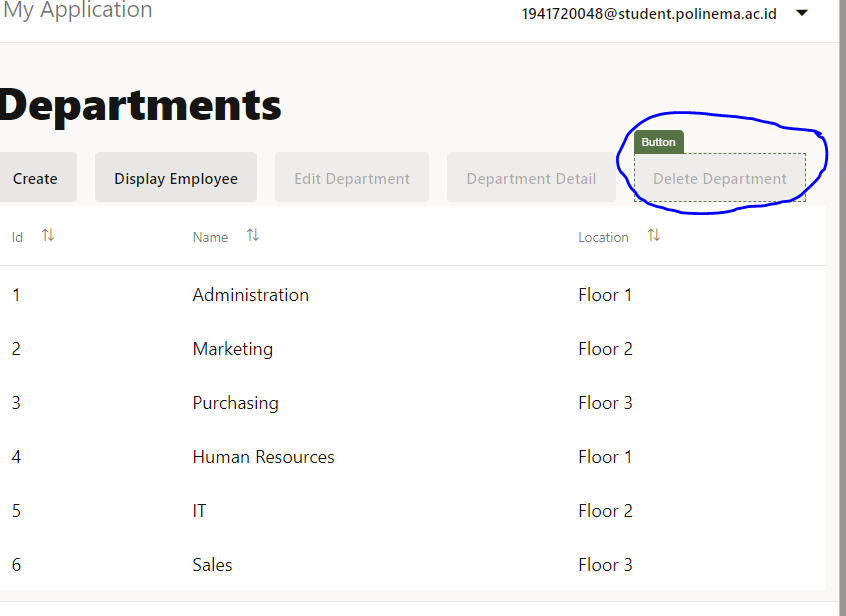 My Application
1941720048@student.polinema.ac.id
Departments
Button
Create Display Employee Edit Department Department Detail Delete Department
Id Name Location
1 Administration Floor 1
2 Marketing Floor 2
3 Purchasing Floor 3
4 Human Resources Floor 1
5 IT Floor 2
6 Sales Floor 3